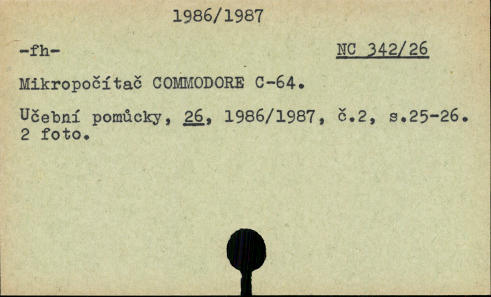 1986/1987
-fh- NC 342/26
Mikropočítač COMMODORE C-64.
Učební pomůcky, 26, 1986/1987, č.2, s.25-26.
2 foto.